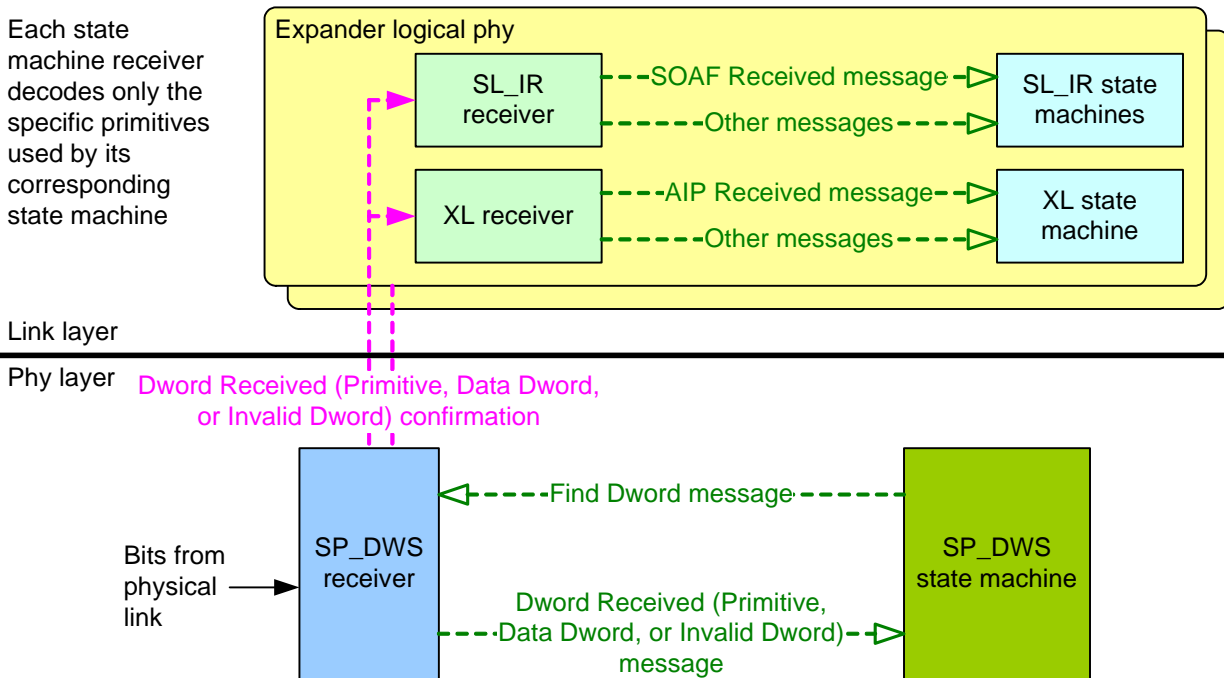 Each state
machine receiver
decodes only the
specific primitives
used by its
corresponding
state machine
Expander logical phy
SL_IR
receiver
SOAF Received message
Other messages
SL_IR state
machines
XL receiver
AIP Received message
Other messages
XL state
machine
Link layer
Phy layer
Dword Received (Primitive, Data Dword,
or Invalid Dword) confirmation
Bits from
physical
link
SP_DWS
receiver
Find Dword message
Dword Received (Primitive,
Data Dword, or Invalid Dword)
message
SP_DWS
state machine